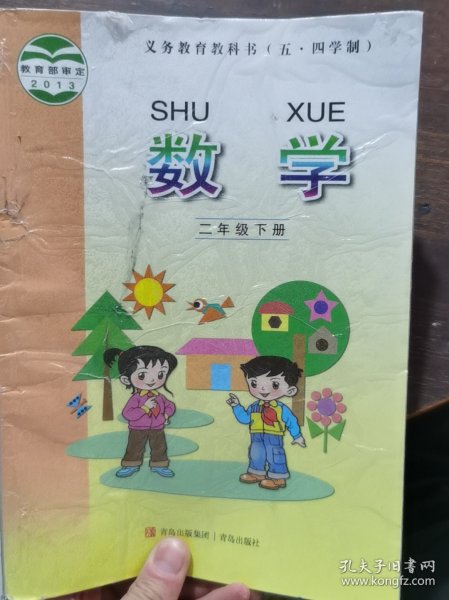 义务教育教科书（五·四学制）
教育部审定
2013
SHU XUE
数 学
二年级下册
青岛出版集团 | 青岛出版社
孔夫子旧书网
www.kongfz.com